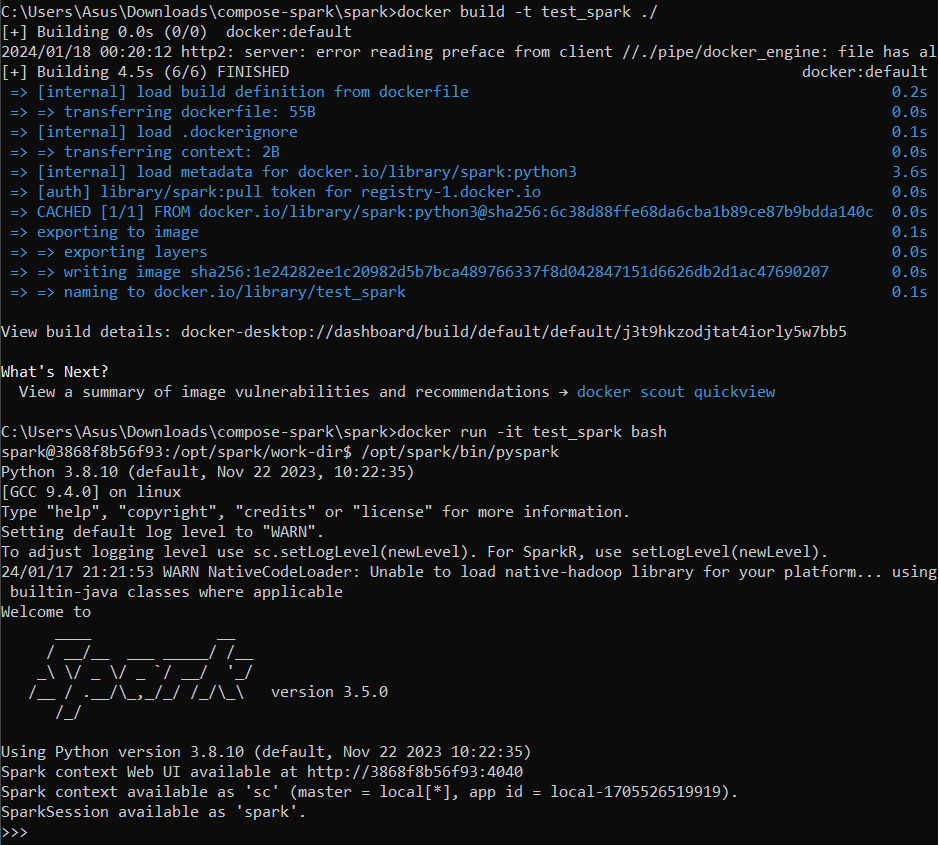 C:\Users\Asus\Downloads\compose-spark\spark>docker build -t test_spark ./
[+] Building 0.0s (0/0)  docker:default
2024/01/18 00:20:12 http2: server: error reading preface from client //./pipe/docker_engine: file has al
[+] Building 4.5s (6/6) FINISHED docker:default
=> [internal] load build definition from dockerfile 0.2s
=> => transferring dockerfile: 55B 0.0s
=> [internal] load .dockerignore 0.1s
=> => transferring context: 2B 0.0s
=> [internal] load metadata for docker.io/library/spark:python3 3.6s
=> [auth] library/spark:pull token for registry-1.docker.io 0.0s
=> CACHED [1/1] FROM docker.io/library/spark:python3@sha256:6c38d88ffe68da6cba1b89ce87b9bdda140c 0.0s
=> exporting to image 0.1s
=> => exporting layers 0.0s
=> => writing image sha256:1e24282ee1c20982d5b7bca489766337f8d042847151d6626db2d1ac47690207 0.0s
=> => naming to docker.io/library/test_spark 0.1s
View build details: docker-desktop://dashboard/build/default/default/j3t9hkzodjtat4iorly5w7bb5
What's Next?
View a summary of image vulnerabilities and recommendations → docker scout quickview
C:\Users\Asus\Downloads\compose-spark\spark>docker run -it test_spark bash
spark@3868f8b56f93:/opt/spark/work-dir$ /opt/spark/bin/pyspark
Python 3.8.10 (default, Nov 22 2023, 10:22:35)
[GCC 9.4.0] on linux
Type "help", "copyright", "credits" or "license" for more information.
Setting default log level to "WARN".
To adjust logging level use sc.setLogLevel(newLevel). For SparkR, use setLogLevel(newLevel).
24/01/17 21:21:53 WARN NativeCodeLoader: Unable to load native-hadoop library for your platform... using
builtin-java classes where applicable
Welcome to
Spark version 3.5.0
Using Python version 3.8.10 (default, Nov 22 2023 10:22:35)
Spark context Web UI available at http://3868f8b56f93:4040
Spark context available as 'sc' (master = local[*], app id = local-1705526519919).
SparkSession available as 'spark'.
>>>